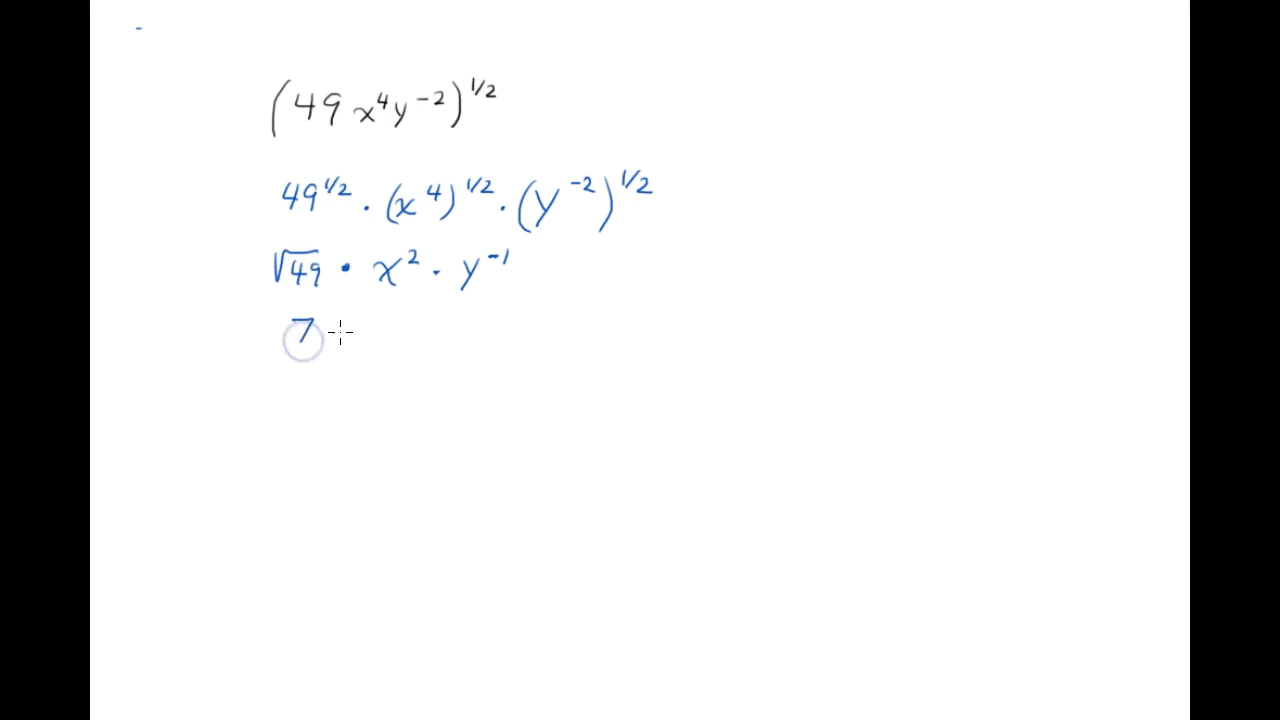 (49x⁴y⁻²)^1/2
49^1/2 · (x⁴)^1/2 · (y⁻²)^1/2
√49 · x² · y⁻¹
7